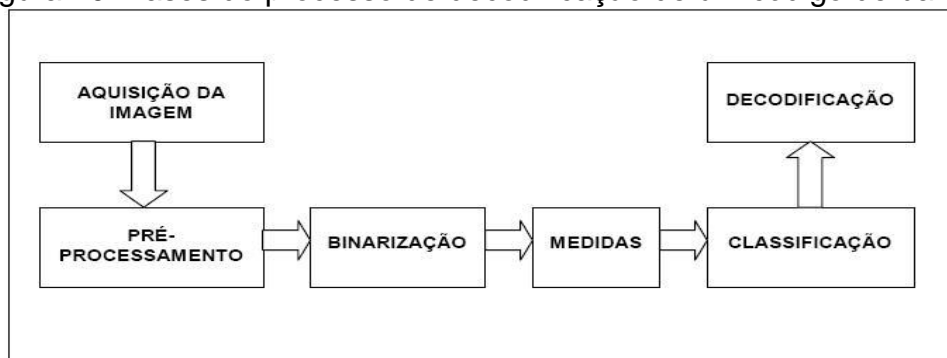 AQUISIÇÃO DA
IMAGEM
DECODIFICAÇÃO
PRÉ-
PROCESSAMENTO
BINARIZAÇÃO
MEDIDAS
CLASSIFICAÇÃO